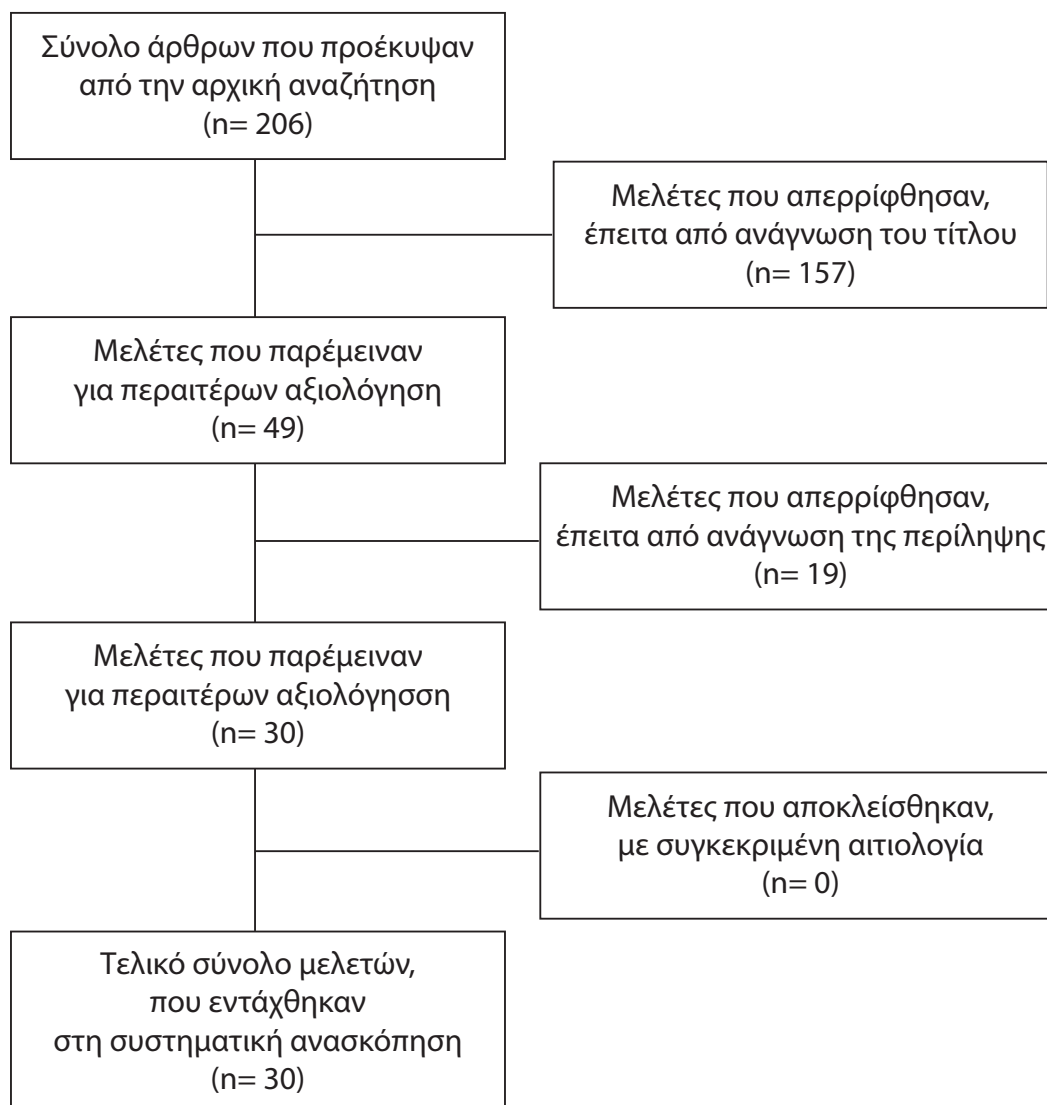 Σύνολο άρθρων που προέκυψαν
από την αρχική αναζήτηση
(n= 206)
Μελέτες που απερρίφθησαν,
έπειτα από ανάγνωση του τίτλου
(n= 157)
Μελέτες που παρέμειναν
για περαιτέρων αξιολόγηση
(n= 49)
Μελέτες που απερρίφθησαν,
έπειτα από ανάγνωση της περίληψης
(n= 19)
Μελέτες που παρέμειναν
για περαιτέρων αξιολόγησση
(n= 30)
Μελέτες που αποκλείσθηκαν,
με συγκεκριμένη αιτιολογία
(n= 0)
Τελικό σύνολο μελετών,
που εντάχθηκαν
στη συστηματική ανασκόπηση
(n= 30)